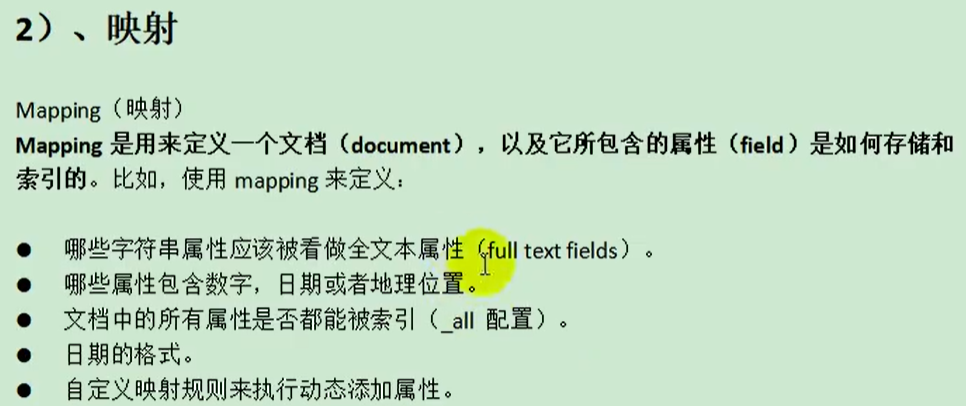 2）、映射
Mapping（映射）
Mapping 是用来定义一个文档（document），以及它所包含的属性（field）是如何存储和
索引的。比如，使用 mapping 来定义：
● 哪些字符串属性应该被看做全文本属性（full text fields）。
● 哪些属性包含数字，日期或者地理位置。
● 文档中的所有属性是否都能被索引（_all 配置）。
● 日期的格式。
● 自定义映射规则来执行动态添加属性。